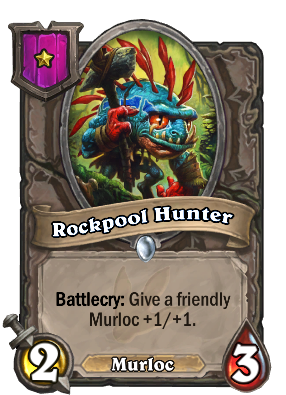 Rockpool Hunter
Battlecry: Give a friendly
Murloc +1/+1.
2
Murloc
3